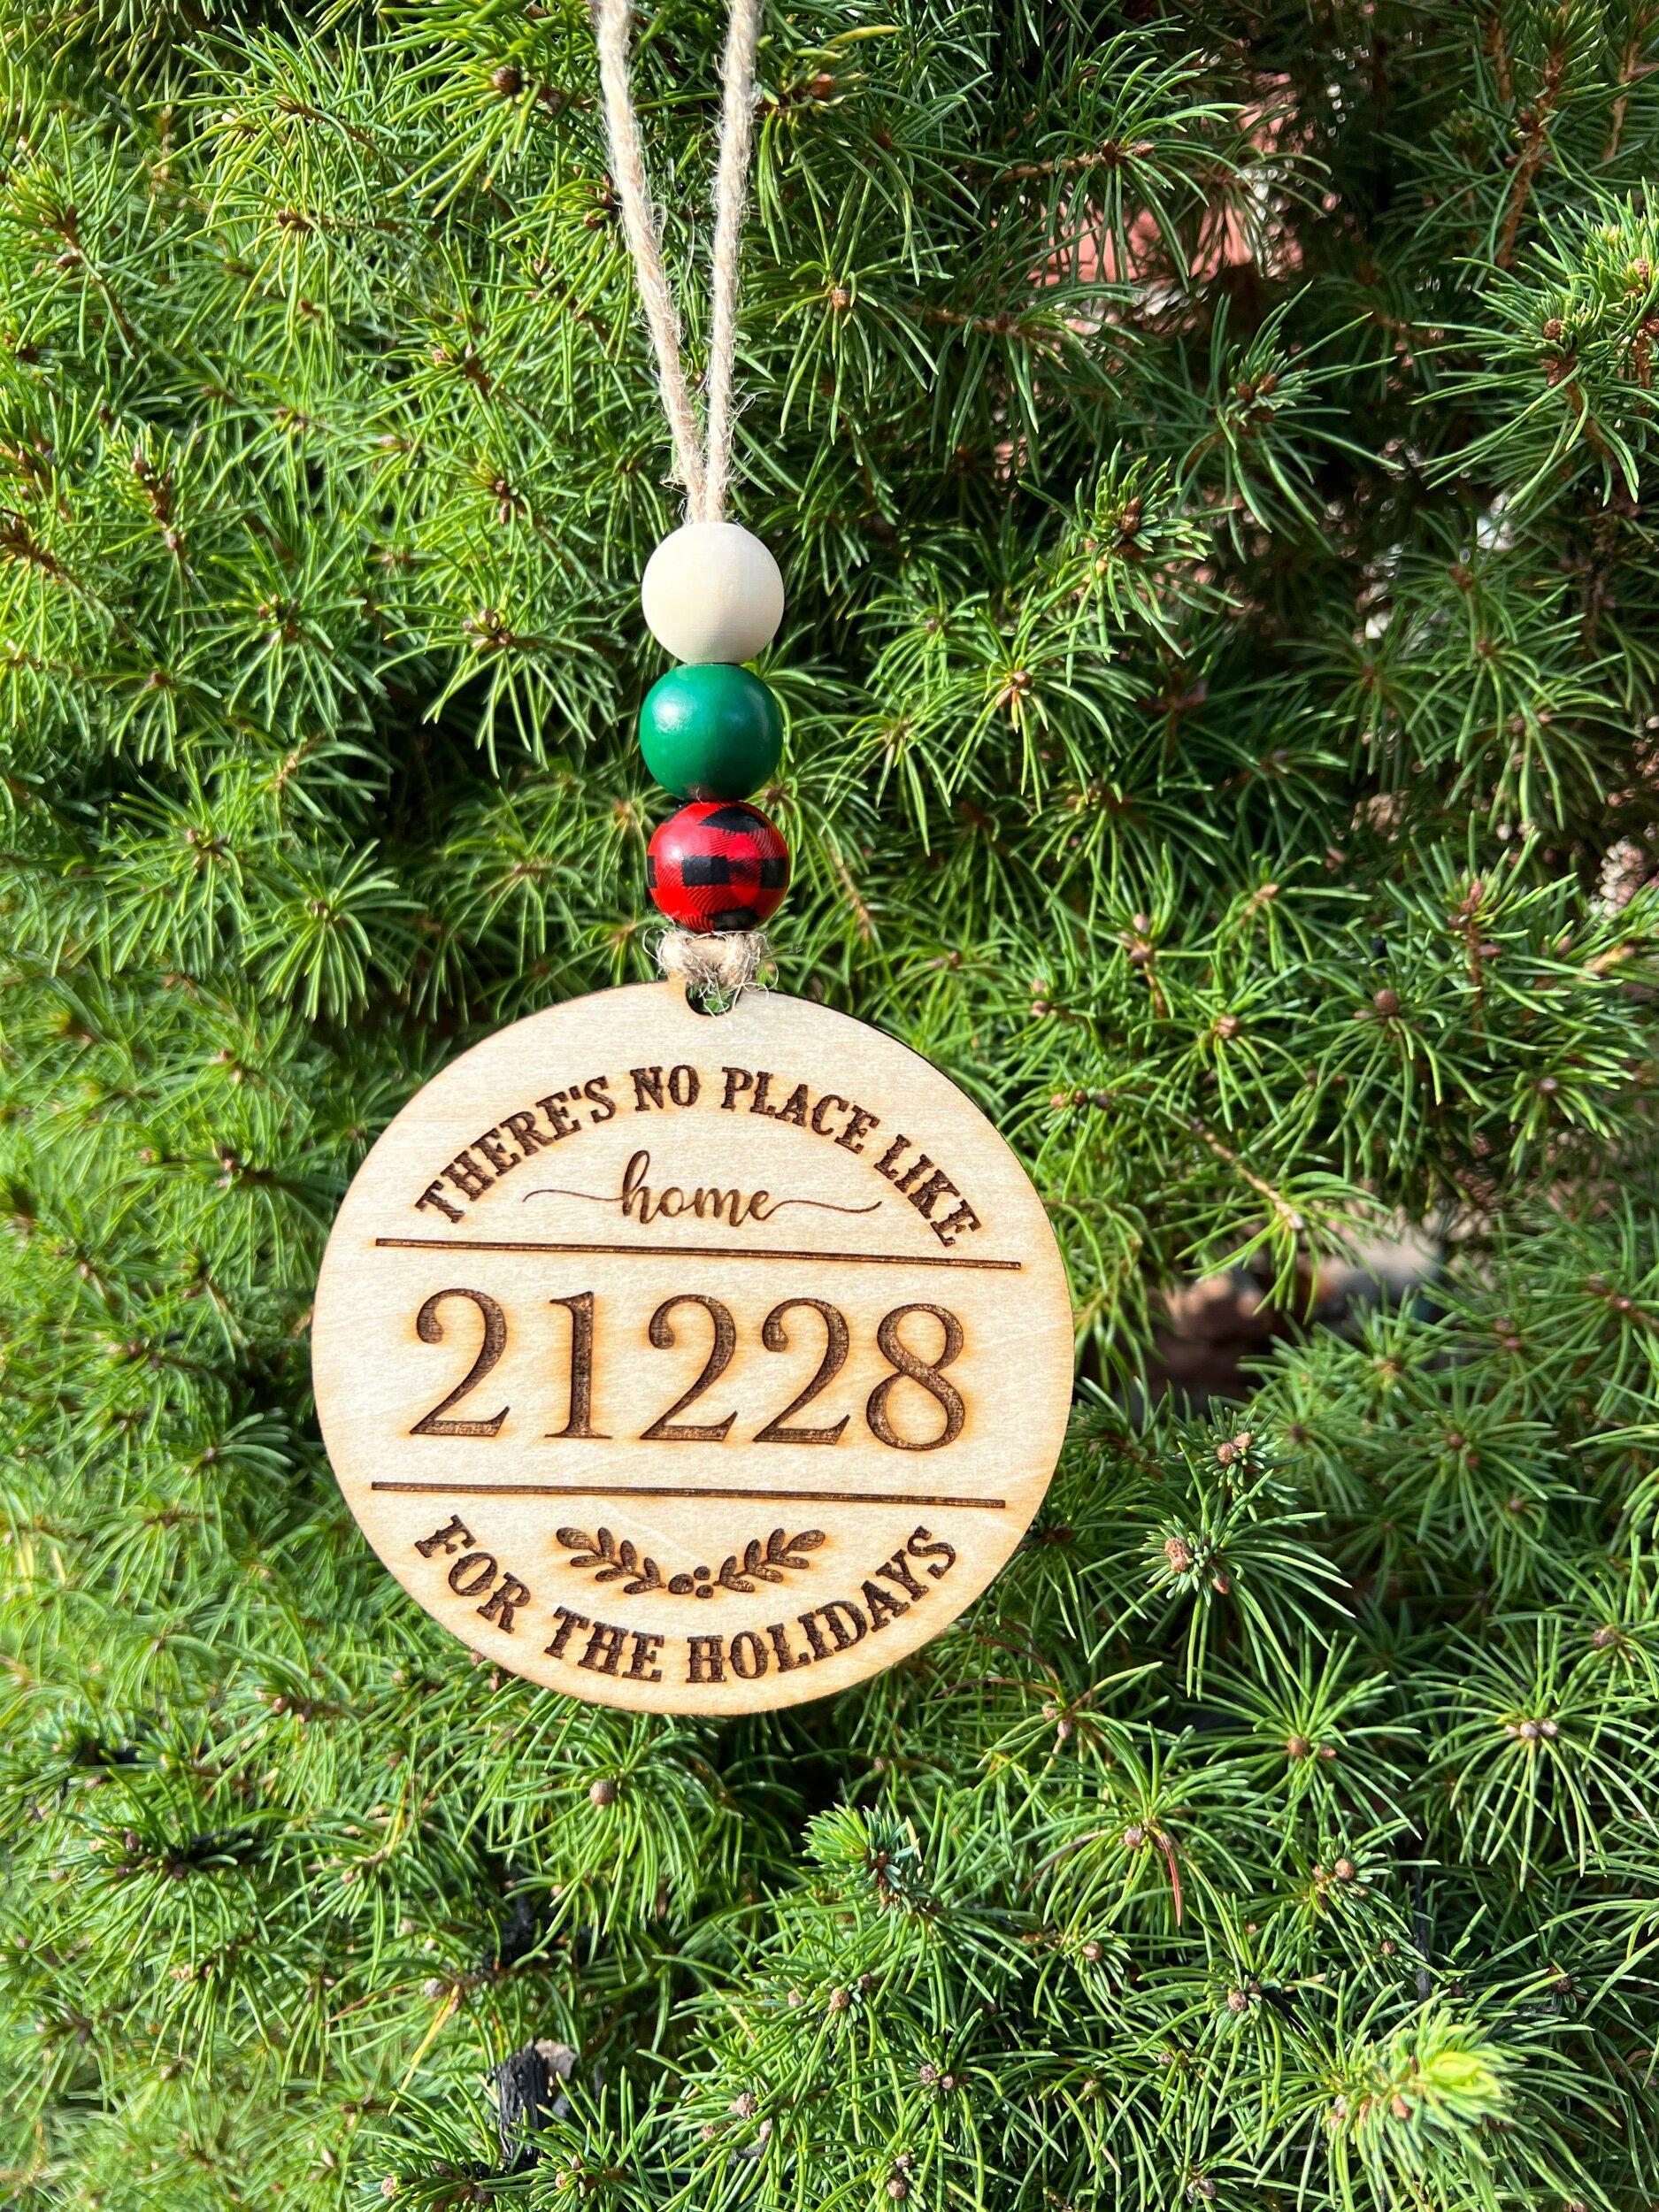 THERE'S NO PLACE LIKE
home
21228
FOR THE HOLIDAYS